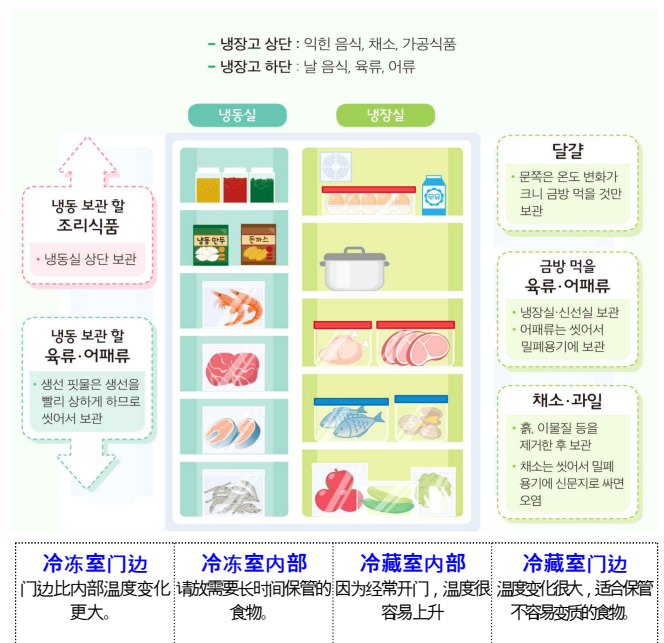 - 냉장고 상단 : 익힌 음식, 채소, 가공식품
- 냉장고 하단 : 날 음식, 육류, 어류
냉동실
냉장실
냉동 보관 할
조리식품
• 냉동실 상단 보관
냉동 보관 할
육류·어패류
• 생선 핏물은 생선을
빨리 상하게 하므로
씻어서 보관
냉동 만두
돈까스
우유
달걀
• 문쪽은 온도 변화가
크니 금방 먹을 것만
보관
금방 먹을
육류·어패류
• 냉장실·신선실 보관
• 어패류는 씻어서
밀폐용기에 보관
채소·과일
• 흙, 이물질 등을
제거한 후 보관
• 채소는 씻어서 밀폐
용기에 신문지로 싸면
오염
冷冻室门边
门边比内部温度变化
更大。
冷冻室内部
请放需要长时间保管的
食物。
冷藏室内部
因为经常开门，温度很
容易上升
冷藏室门边
温度变化很大，适合保管
不容易变质的食物。